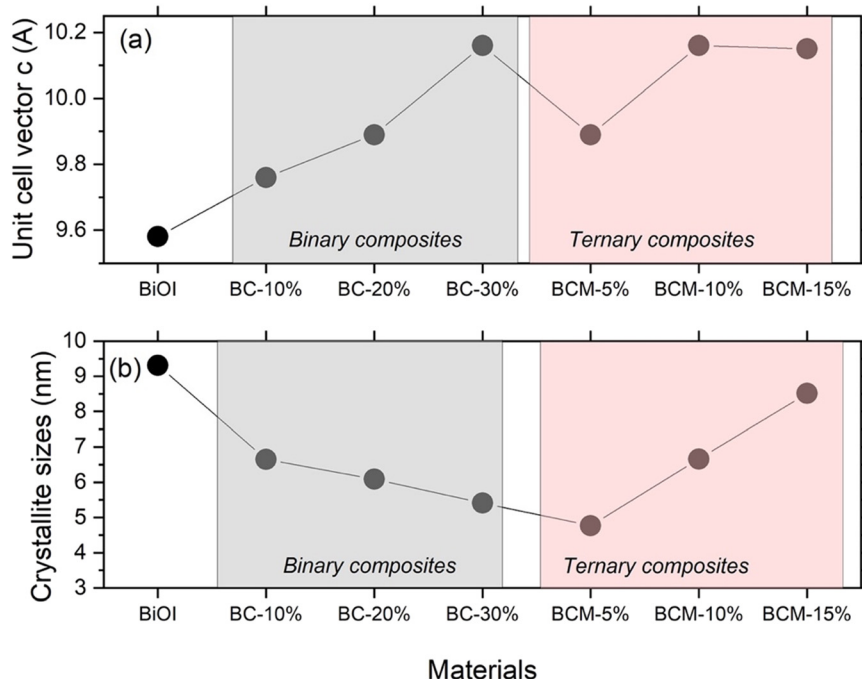 (a)
Unit cell vector c (A)
10.2
10.0
9.8
9.6
Binary composites
Ternary composites
BiOI BC-10% BC-20% BC-30% BCM-5% BCM-10% BCM-15%
(b)
Crystallite sizes (nm)
10
9
8
7
6
5
4
3
Binary composites
Ternary composites
BiOI BC-10% BC-20% BC-30% BCM-5% BCM-10% BCM-15%
Materials